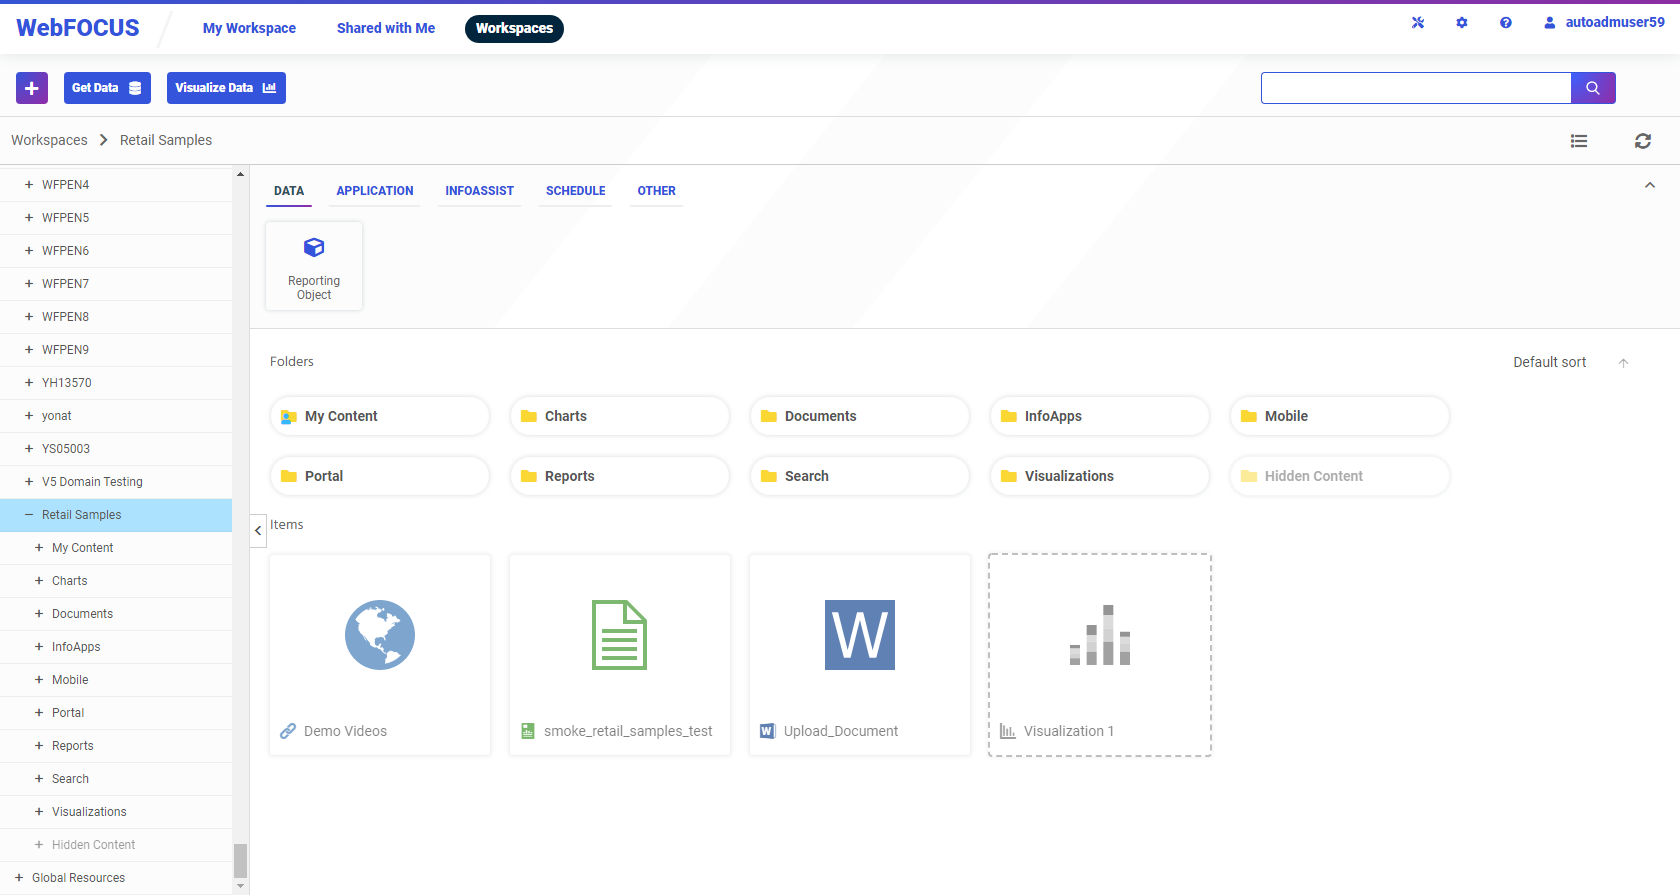 WebFOCUS
My Workspace
Shared with Me
Workspaces
autoadmuser59
Get Data
Visualize Data
Workspaces
Retail Samples
WFPEN4
WFPEN5
WFPEN6
WFPEN7
WFPEN8
WFPEN9
YH13570
yonat
YS05003
V5 Domain Testing
Retail Samples
My Content
Charts
Documents
InfoApps
Mobile
Portal
Reports
Search
Visualizations
Hidden Content
Global Resources
DATA
APPLICATION
INFOASSIST
SCHEDULE
OTHER
Reporting
Object
Folders
Default sort
My Content
Charts
Documents
InfoApps
Mobile
Portal
Reports
Search
Visualizations
Hidden Content
Items
W
Demo Videos
smoke_retail_samples_test
Upload_Document
Visualization 1